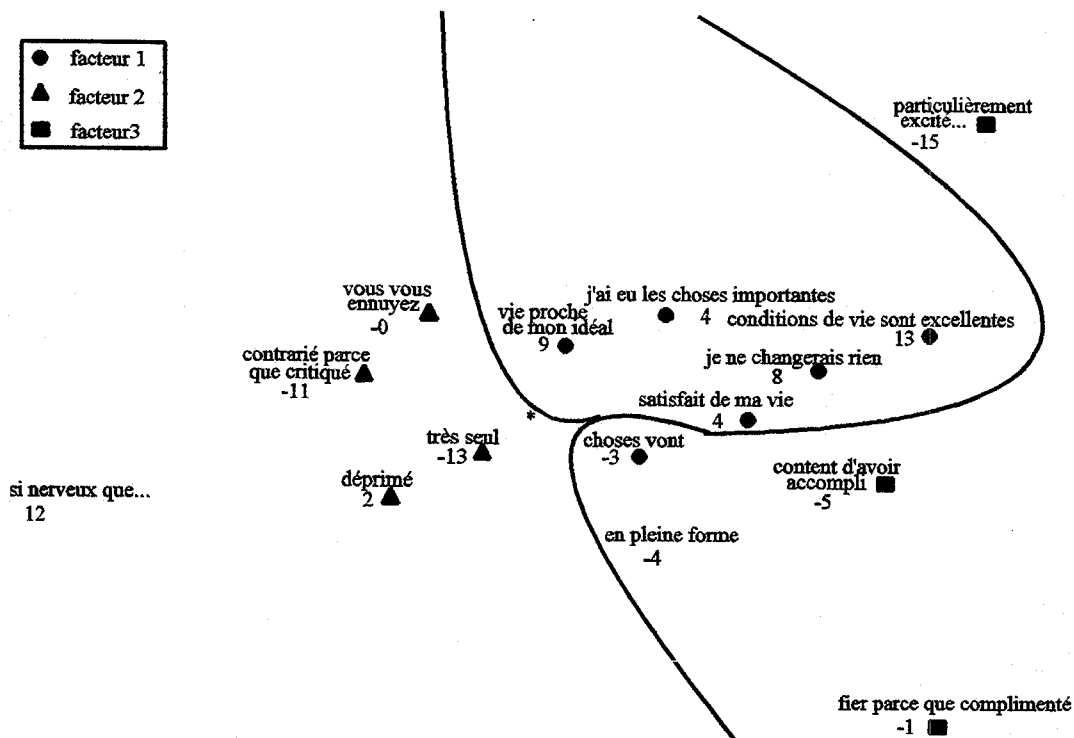 facteur 1
facteur 2
facteur3
particulièrement
excité...
-15
vous vous
ennuyez
-0
j'ai eu les choses importantes
4
vie proche
de mon idéal
9
conditions de vie sont excellentes
13
contrarié parce
que critiqué
-11
je ne changerais rien
8
satisfait de ma vie
4
*
très seul
-13
choses vont
-3
content d'avoir
accompli
-5
déprimé
2
si nerveux que...
12
en pleine forme
-4
fier parce que complimenté
-1